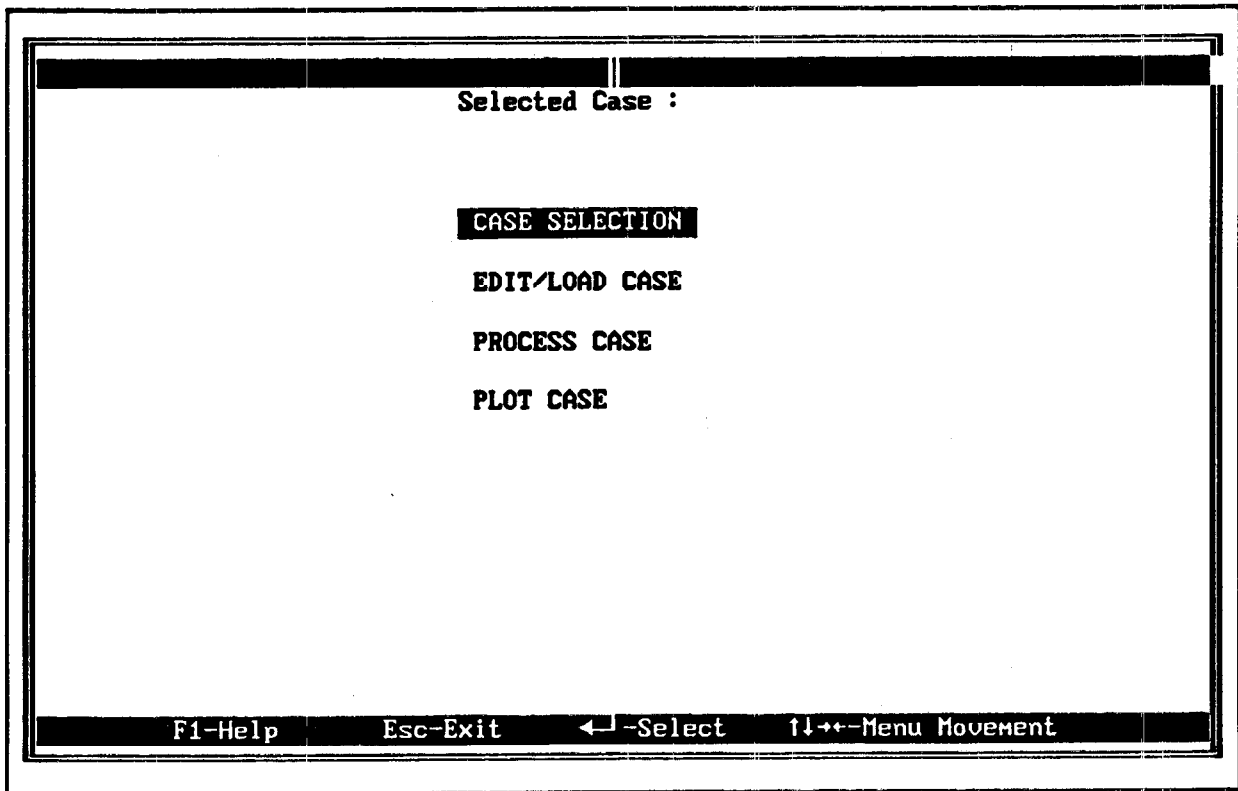 Selected Case :
CASE SELECTION
EDIT/LOAD CASE
PROCESS CASE
PLOT CASE
F1-Help Esc-Exit ◄┘-Select ↑↓→←-Menu Movement